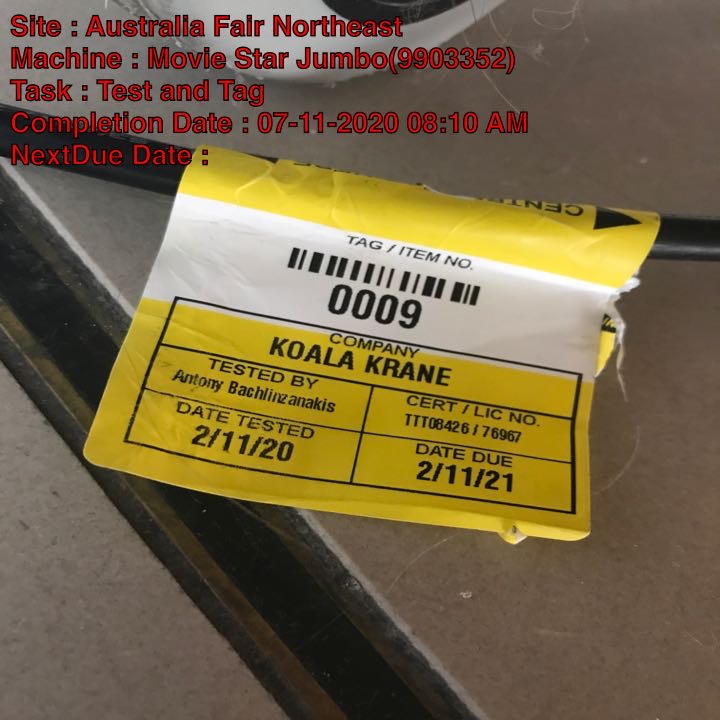 Site : Australia Fair Northeast
Machine : Movie Star Jumbo(9903352)
Task : Test and Tag
Completion Date : 07-11-2020 08:10 AM
NextDue Date :
TAG / ITEM NO.
0009
COMPANY
KOALA KRANE
TESTED BY
Antony Bachlinzanakis
CERT / LIC NO.
TTT08426 / 76967
DATE TESTED
2/11/20
DATE DUE
2/11/21